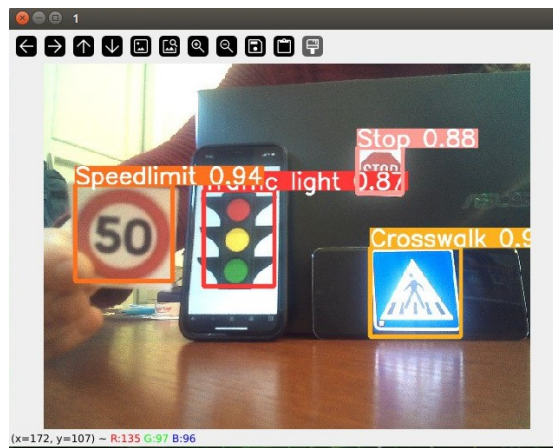 1
Stop 0.88
Speedlimit 0.94
light 0.87
STOP
50
Crosswalk 0.9
(x=172, y=107) ~ R:135 G:97 B:96